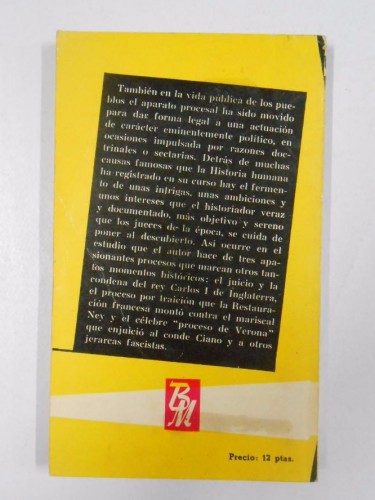 También en la vida pública de los pue-
blos el aparato procesal ha sido movido
para dar forma legal a una actuación
de carácter eminentemente político, en
ocasiones impulsada por razones doc-
trinales o sectarias. Detrás de muchas
causas famosas que la Historia humana
ha registrado en su curso hay el fermen-
to de unas intrigas, unas ambiciones y
unos intereses que el historiador veraz
y documentado, más objetivo y sereno
que los jueces de la época, se cuida de
poner al descubierto. Así ocurre en el
estudio que el autor hace de tres apa-
sionantes procesos que marcan otros tan-
los momentos históricos: el juicio y la
condena del rey Carlos I de Inglaterra,
el proceso por traición que la Restaura-
ción francesa montó contra el mariscal
Ney y el célebre "proceso de Verona"
que enjuició al conde Ciano y a otros
jerarcas fascistas.
BM
Precio: 12 ptas.